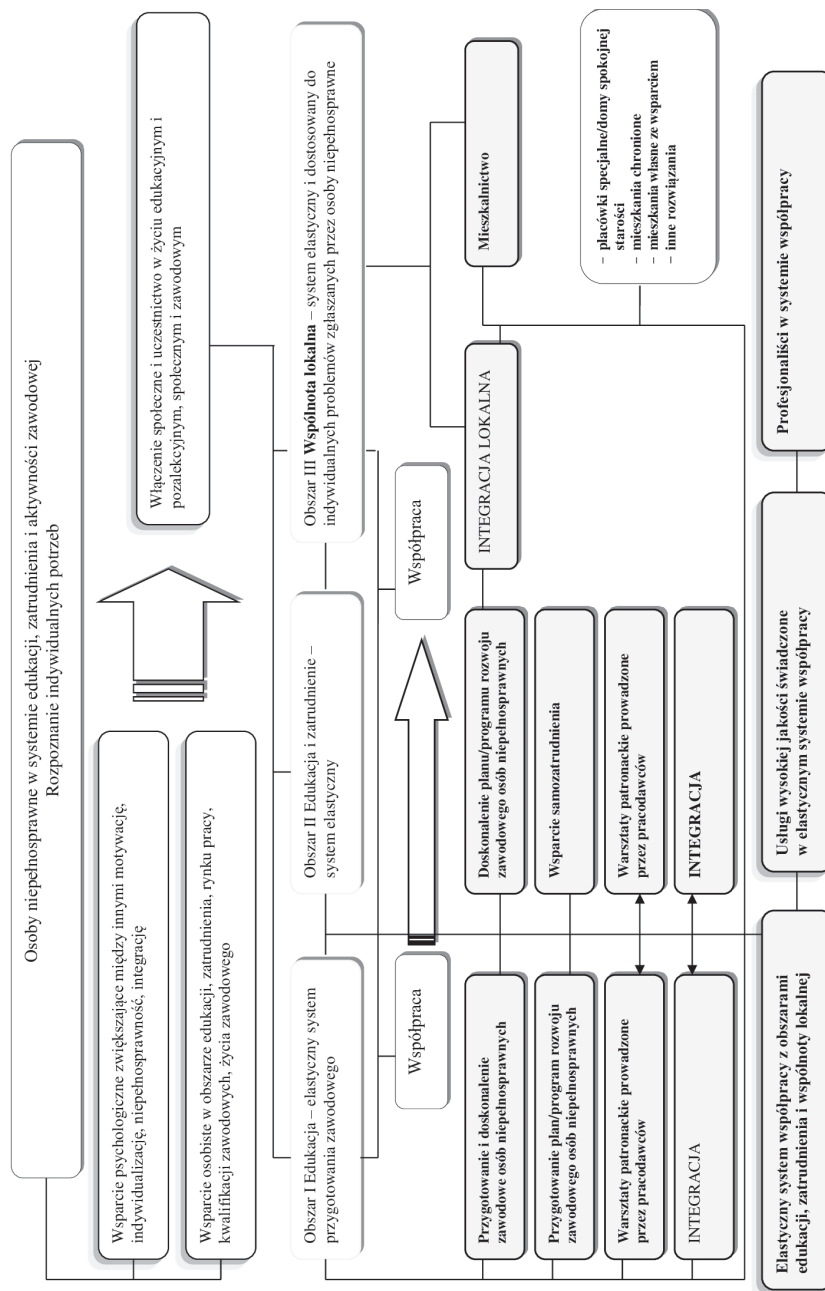 Osoby niepełnosprawne w systemie edukacji, zatrudnienia i aktywności zawodowej
Rozpoznanie indywidualnych potrzeb
Wsparcie psychologiczne zwiększające między innymi motywację,
indywidualizację, niepełnosprawność, integrację
Wsparcie osobiste w obszarze edukacji, zatrudnienia, rynku pracy,
kwalifikacji zawodowych, życia zawodowego
Włączenie społeczne i uczestnictwo w życiu edukacyjnym i
pozalekcyjnym, społecznym i zawodowym
Obszar I Edukacja – elastyczny system
przygotowania zawodowego
Obszar II Edukacja i zatrudnienie –
system elastyczny
Obszar III Wspólnota lokalna – system elastyczny i dostosowany do
indywidualnych problemów zgłaszanych przez osoby niepełnosprawne
Współpraca
Współpraca
Przygotowanie i doskonalenie
zawodowe osób niepełnosprawnych
Doskonalenie planu/programu rozwoju
zawodowego osób niepełnosprawnych
INTEGRACJA LOKALNA
Mieszkalnictwo
Przygotowanie plan/program rozwoju
zawodowego osób niepełnosprawnych
Wsparcie samozatrudnienia
Warsztaty patronackie prowadzone
przez pracodawców
Warsztaty patronackie prowadzone
przez pracodawców
– placówki specjalne/domy spokojnej
starości
– mieszkania chronione
– mieszkania własne ze wsparciem
– inne rozwiązania
INTEGRACJA
INTEGRACJA
Elastyczny system współpracy z obszarami
edukacji, zatrudnienia i wspólnoty lokalnej
Usługi wysokiej jakości świadczone
w elastycznym systemie współpracy
Profesjonaliści w systemie współpracy